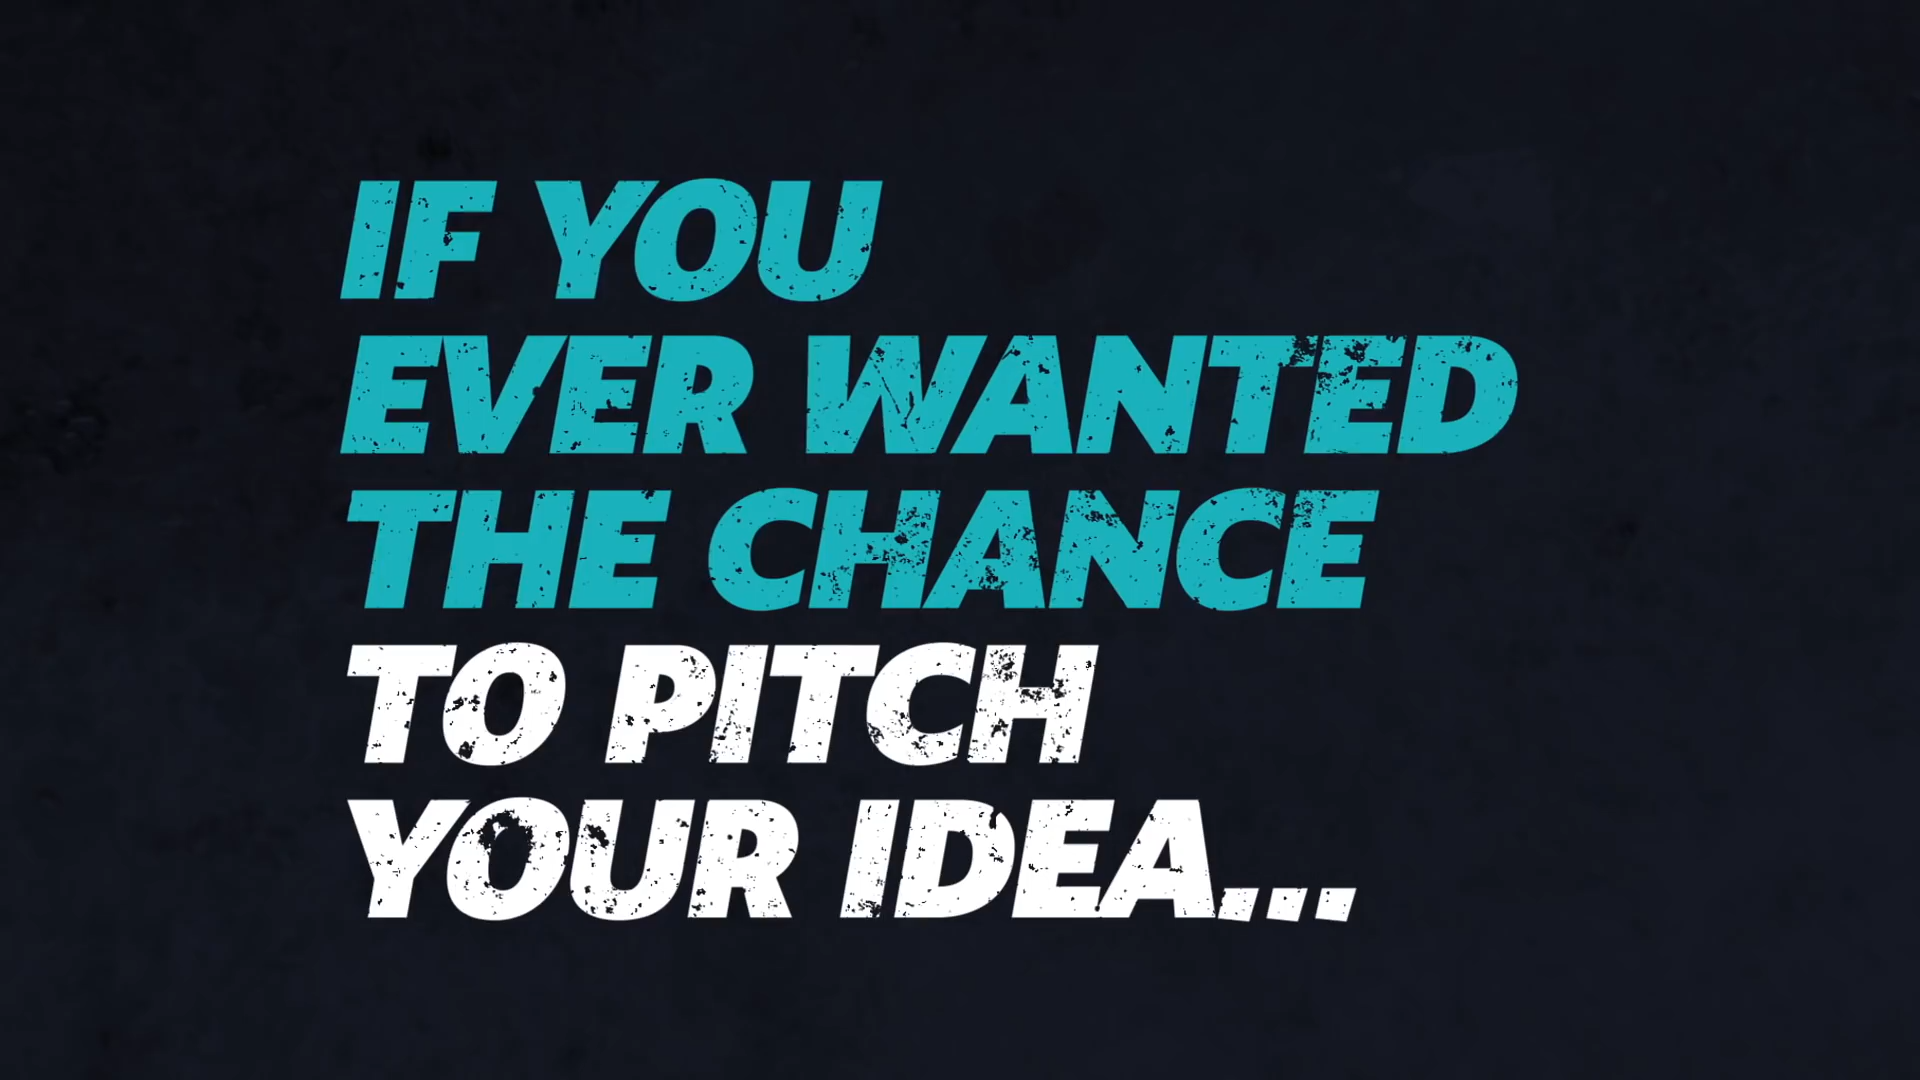 IF YOU
EVER WANTED
THE CHANCE
TO PITCH
YOUR IDEA...